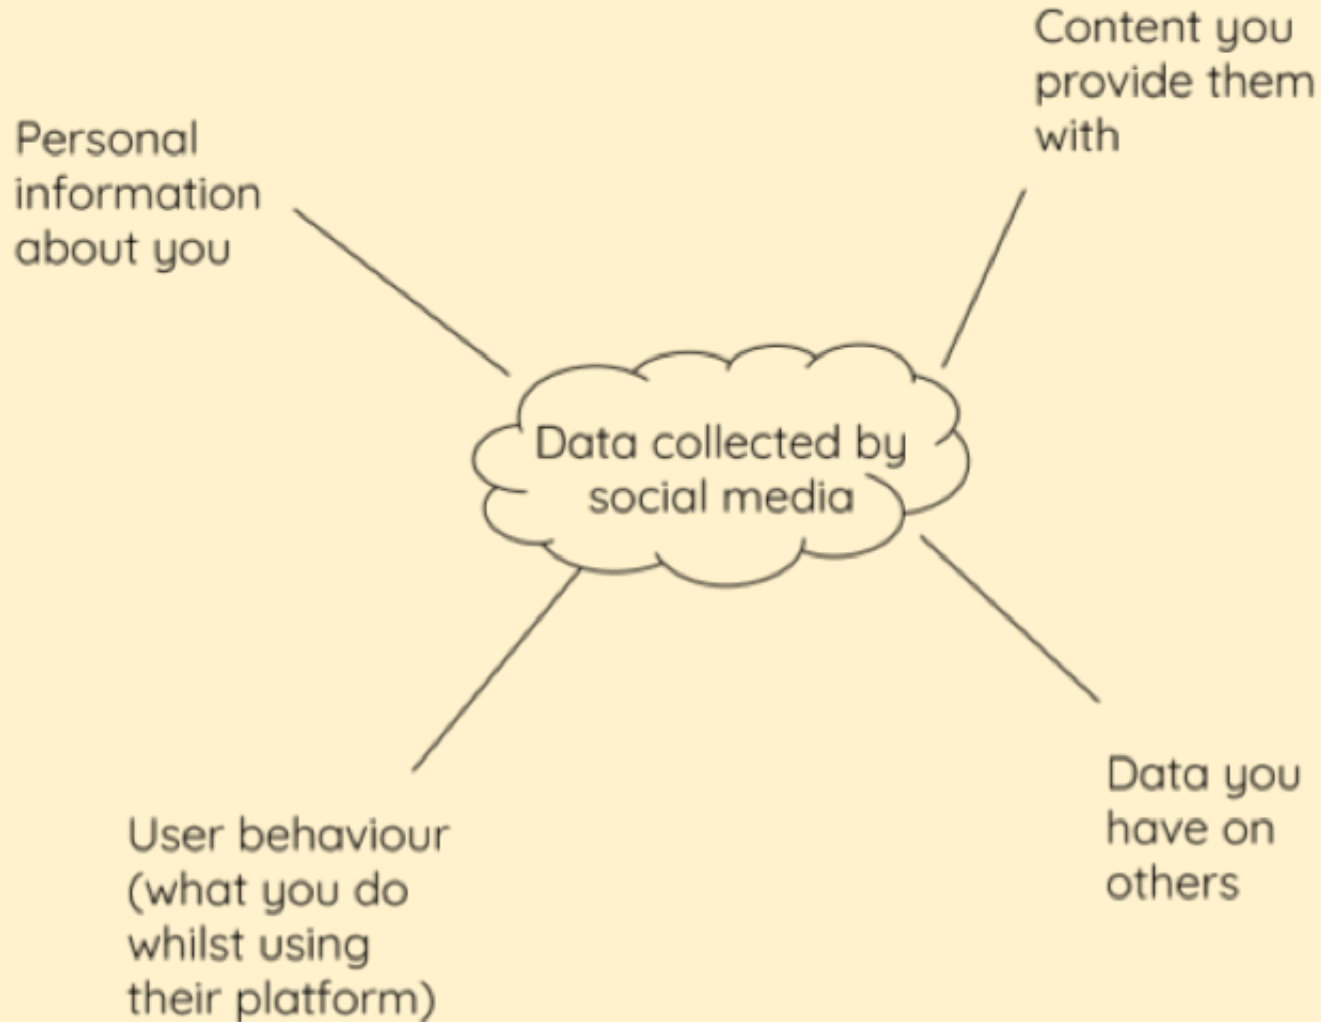 Personal
information
about you
Content you
provide them
with
Data collected by
social media
User behaviour
(what you do
whilst using
their platform)
Data you
have on
others